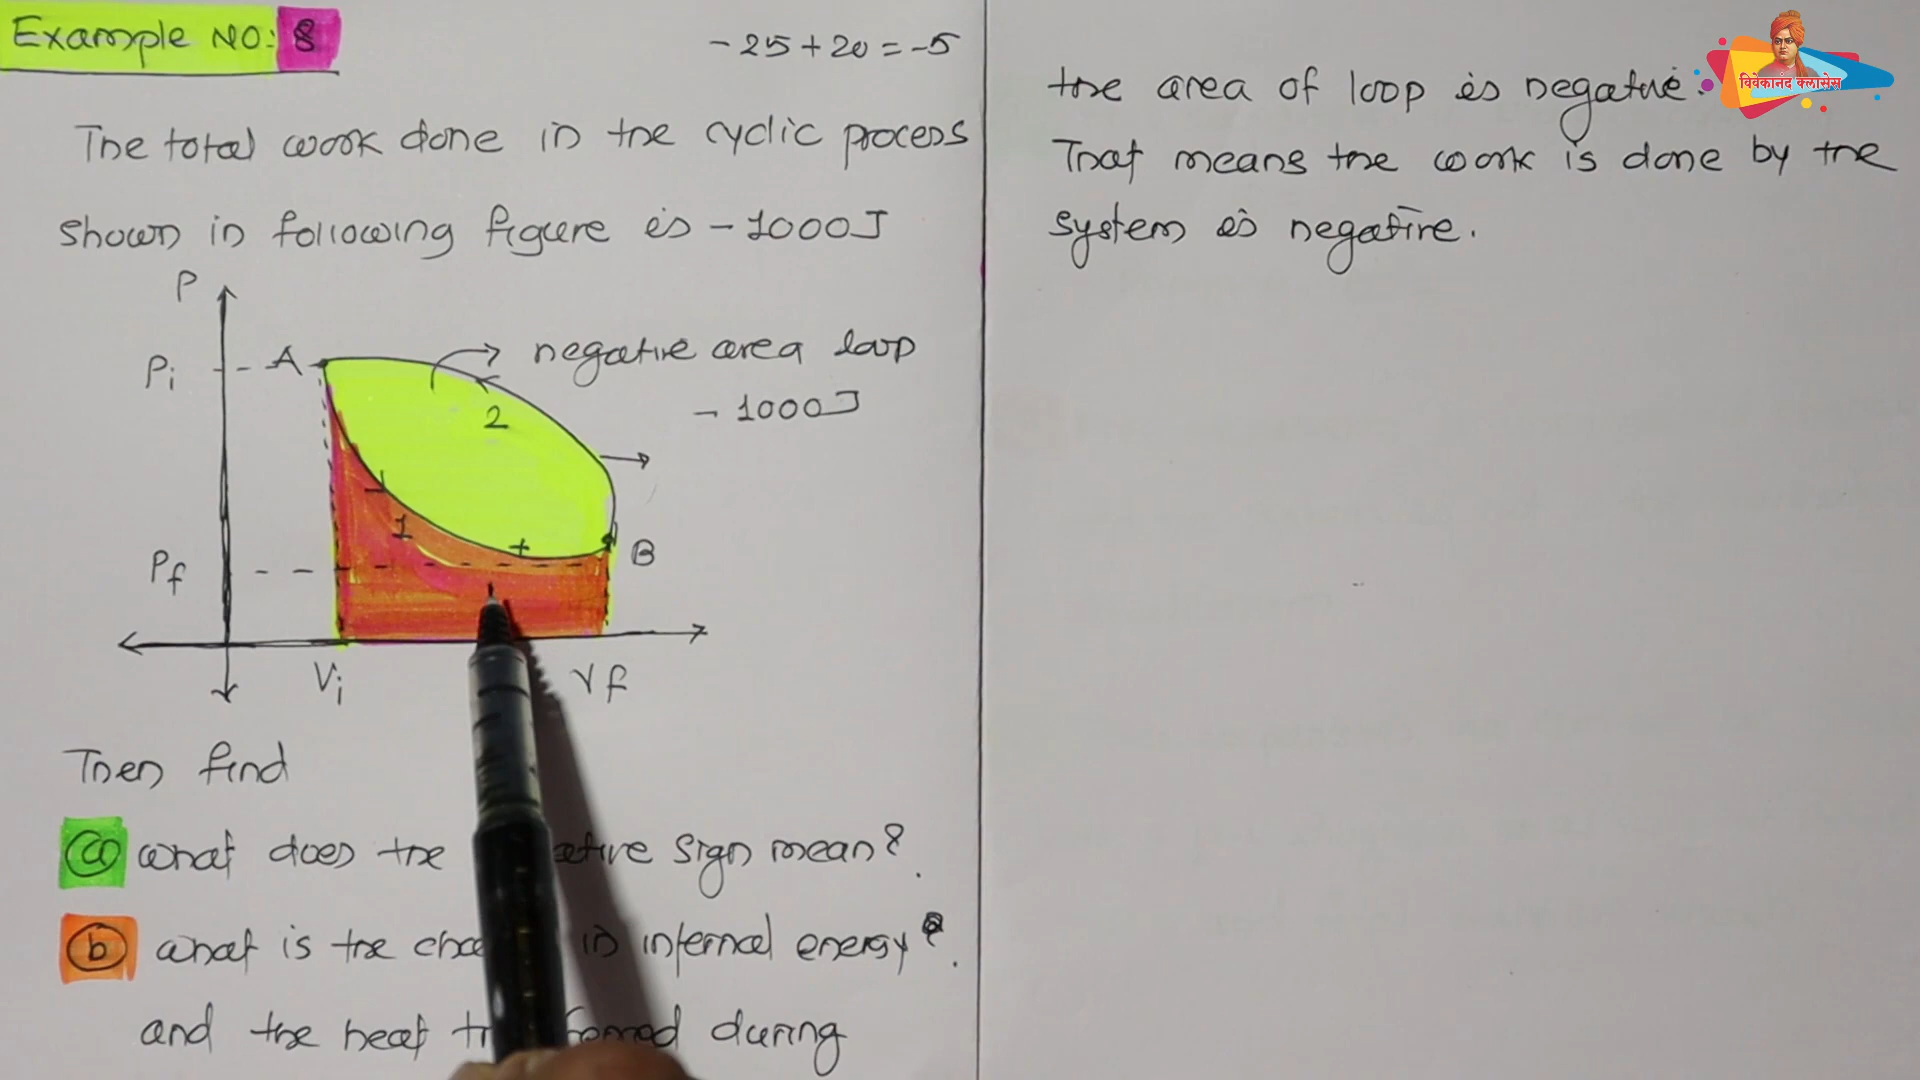 Example NO: 8
- 25 + 20 = -5
The total work done in the cyclic process
shown in following figure is - 1000J
P
Pi
A
negative area loop
- 1000J
2
1
+
B
Pf
Vi
Vf
Then find
(a) what does the ative sign mean?
(b) what is the cha in internal energy?
and the heat during
the area of loop is negative.
That means the work is done by the
system is negative.
विवेकानंद क्लासेस